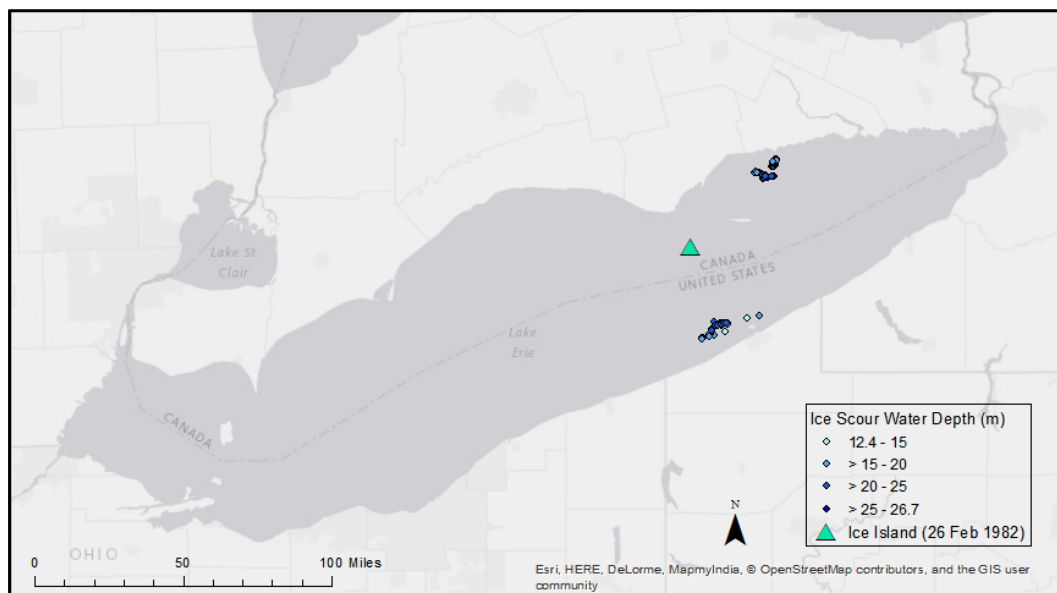 Lake St
Clair
CANADA
UNITED STATES
Lake
Erie
CANADA
Ice Scour Water Depth (m)
12.4 - 15
> 15 - 20
> 20 - 25
> 25 - 26.7
Ice Island (26 Feb 1982)
N
OHIO
0 50 100 Miles
Esri, HERE, DeLorme, MapmyIndia, © OpenStreetMap contributors, and the GIS user
community